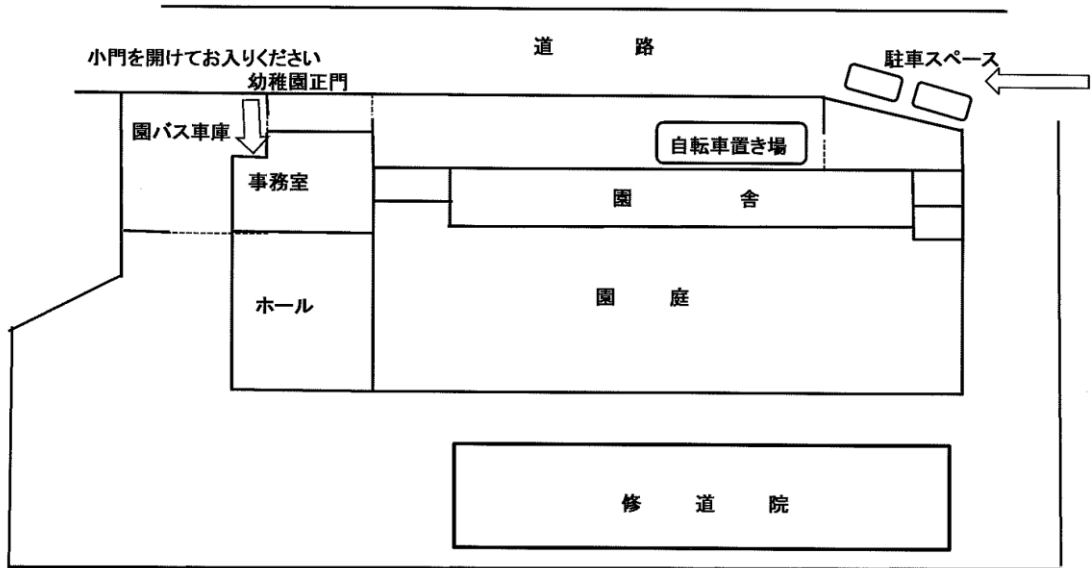 道 路
小門を開けてお入りください
駐車スペース
幼稚園正門
園バス車庫
自転車置き場
事務室
園 舎
ホール
園 庭
修 道 院